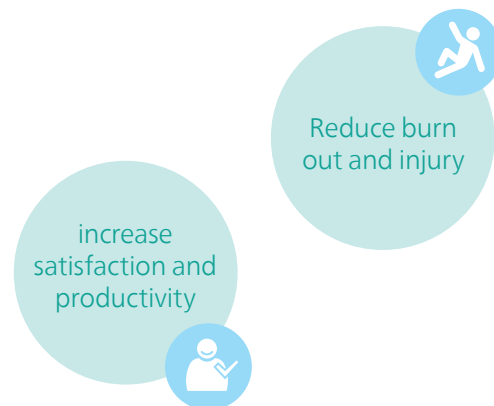 Reduce burn
out and injury
increase
satisfaction and
productivity